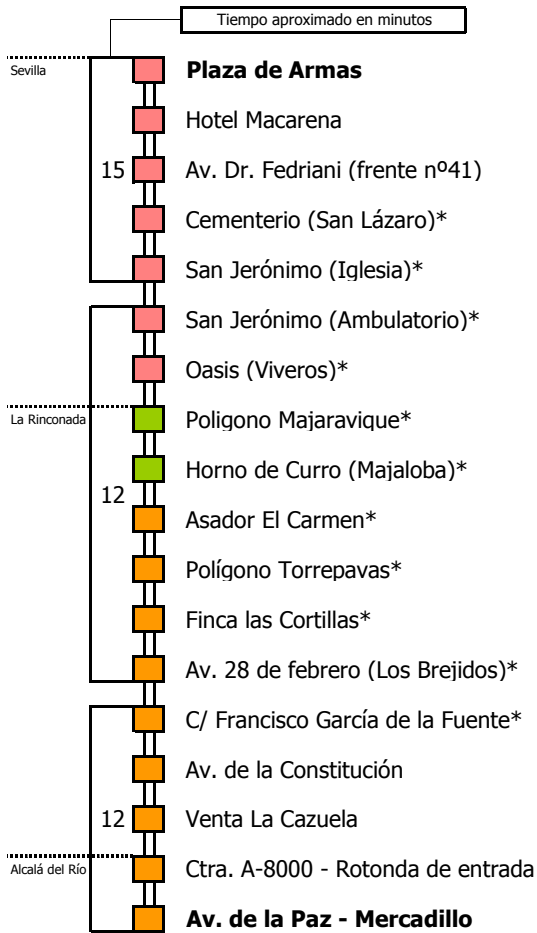 Tiempo aproximado en minutos
Sevilla
Plaza de Armas
Hotel Macarena
15
Av. Dr. Fedriani (frente nº41)
Cementerio (San Lázaro)*
San Jerónimo (Iglesia)*
San Jerónimo (Ambulatorio)*
Oasis (Viveros)*
La Rinconada
Poligono Majaravique*
Horno de Curro (Majaloba)*
12
Asador El Carmen*
Polígono Torrepavas*
Finca las Cortillas*
Av. 28 de febrero (Los Brejidos)*
C/ Francisco García de la Fuente*
Av. de la Constitución
12
Venta La Cazuela
Alcalá del Río
Ctra. A-8000 - Rotonda de entrada
Av. de la Paz - Mercadillo